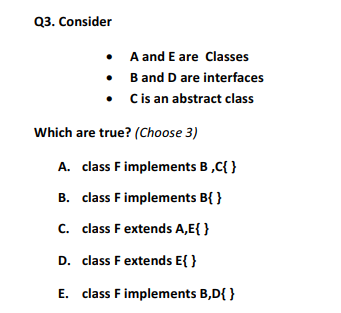 Q3. Consider
• A and E are Classes
• B and D are interfaces
• C is an abstract class
Which are true? (Choose 3)
A. class F implements B ,C{ }
B. class F implements B{ }
C. class F extends A,E{ }
D. class F extends E{ }
E. class F implements B,D{ }